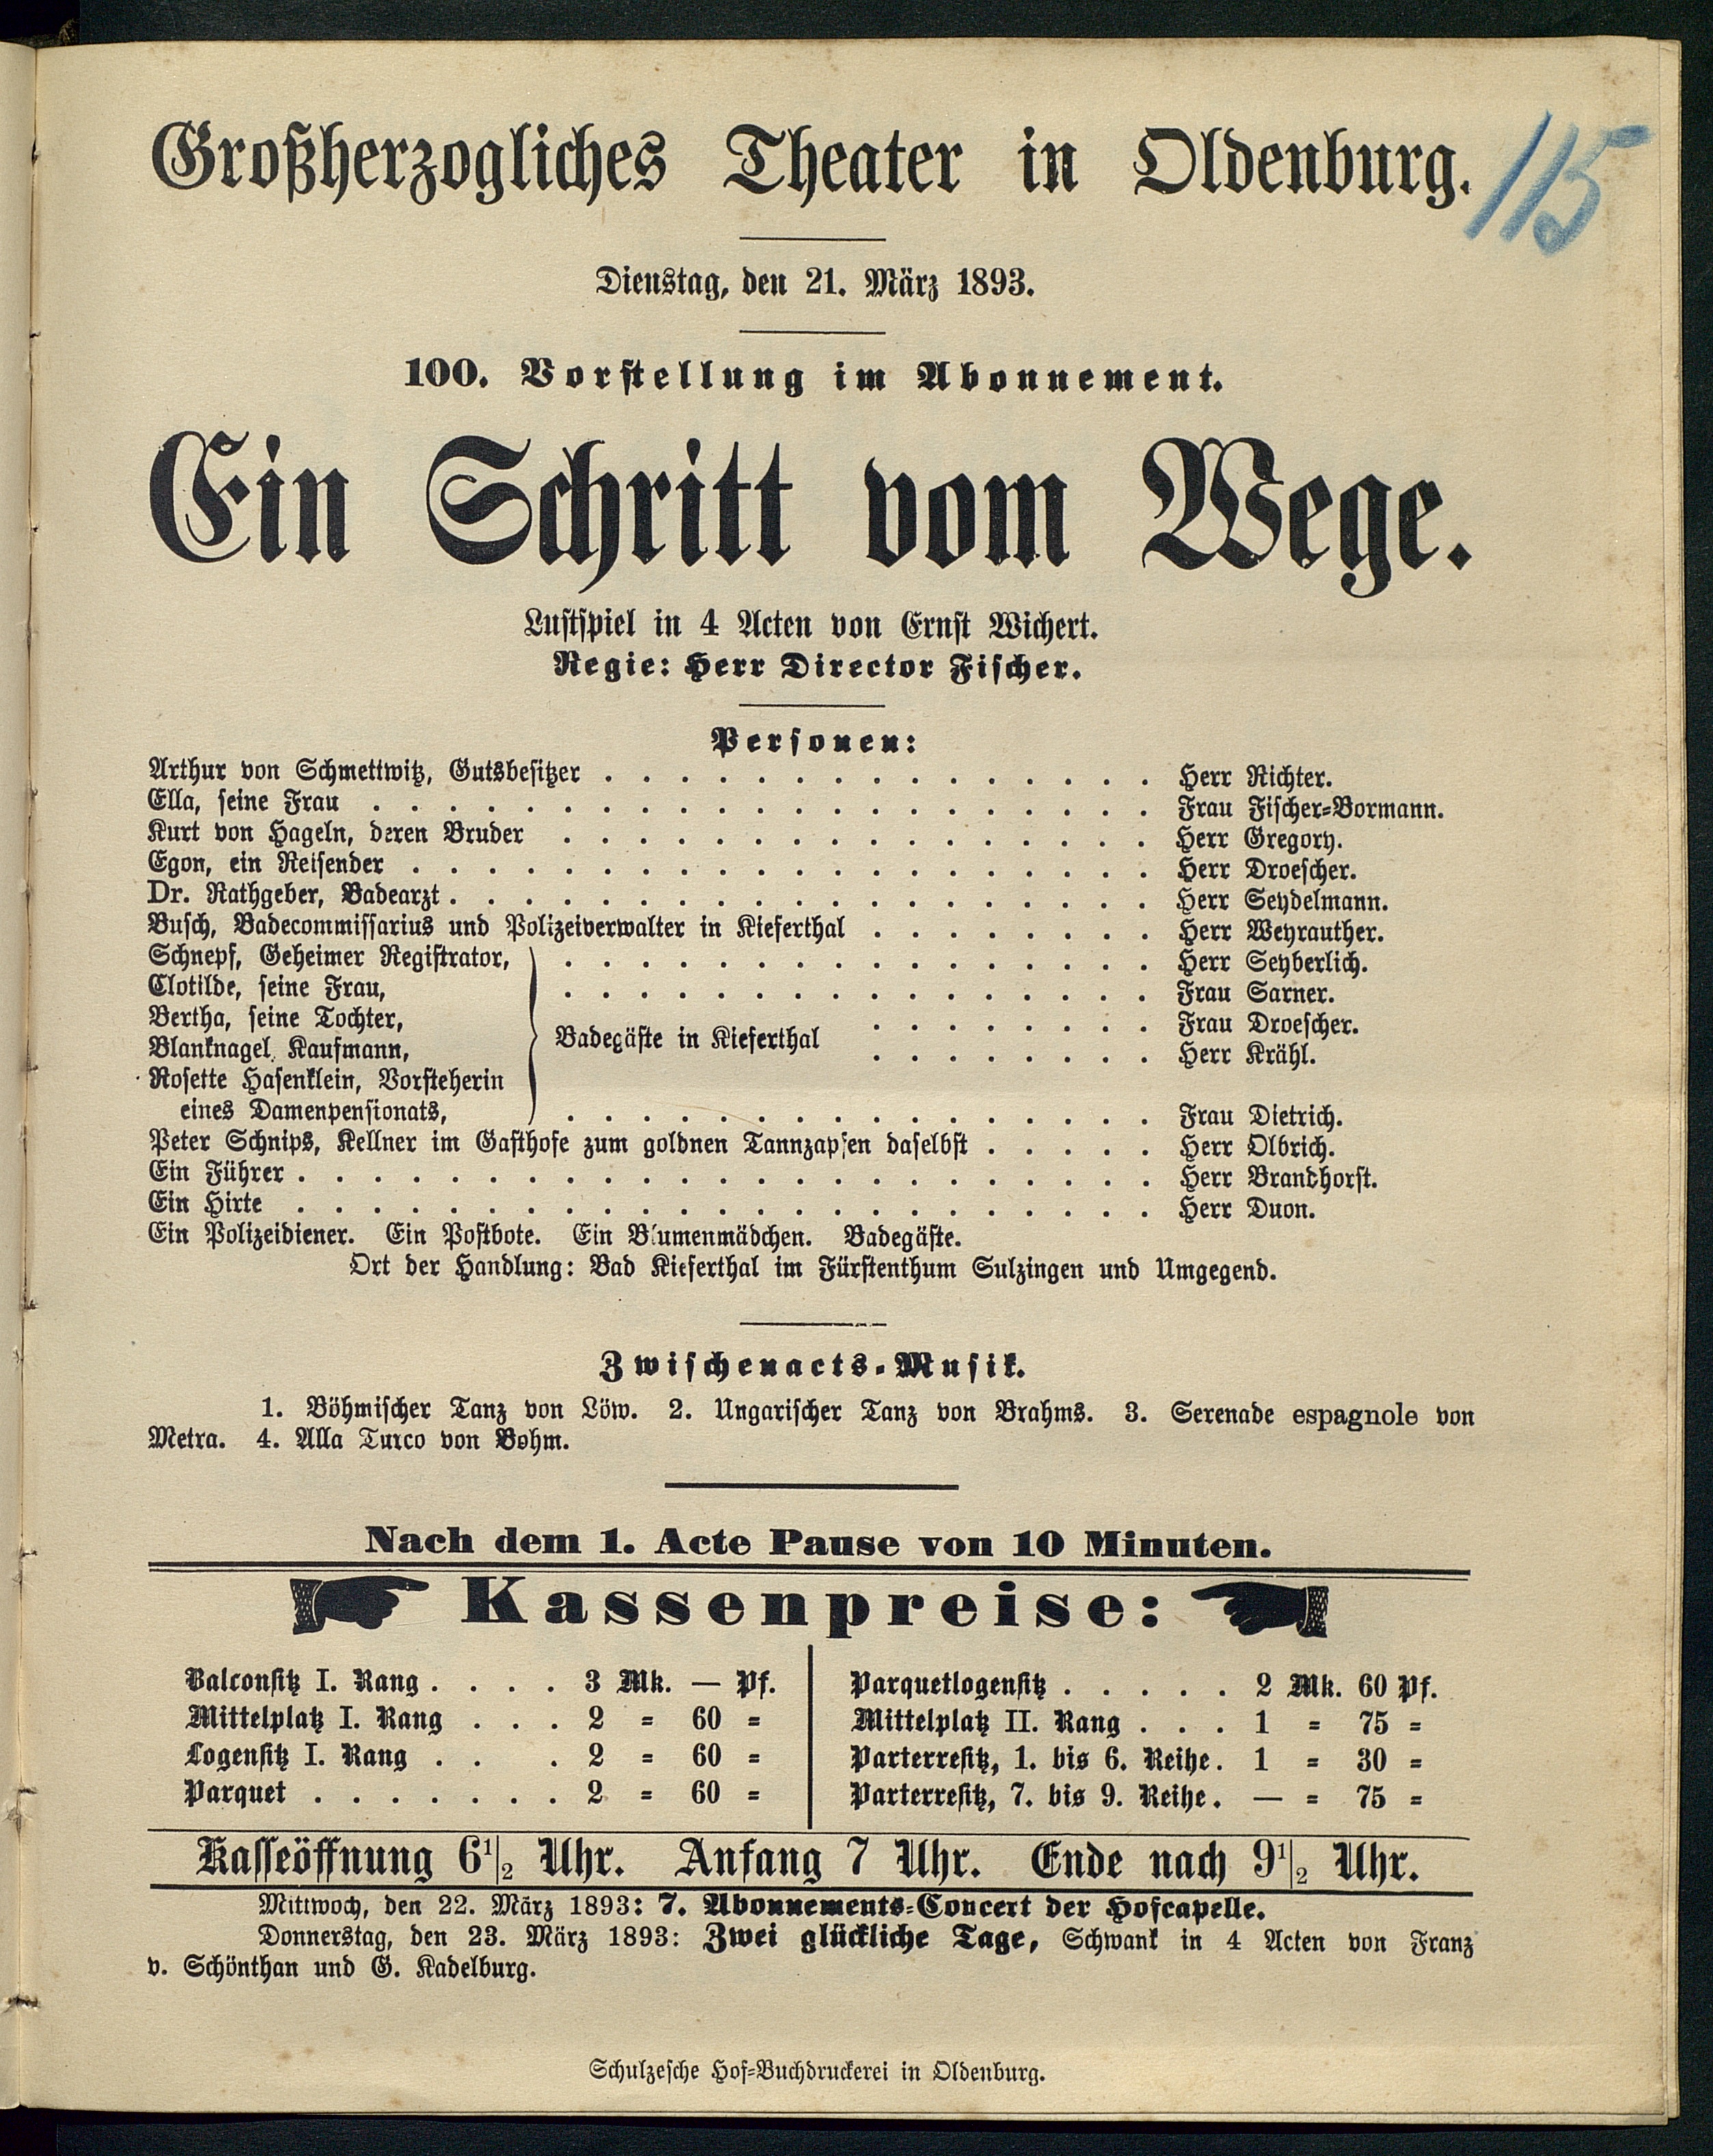 Großherzogliches Theater in Oldenburg.
115
Dienstag, den 21. März 1893.
100. Vorstellung im Abonnement.
Ein Schritt vom Wege.
Lustspiel in 4 Acten von Ernst Wichert.
Regie: Herr Director Fischer.
Personen:
Arthur von Schmettwitz, Gutsbesitzer . . . . . . . . . . . . . . . Herr Richter.
Ella, seine Frau . . . . . . . . . . . . . . . . . . . . . Frau Fischer-Bormann.
Kurt von Hageln, deren Bruder . . . . . . . . . . . . . . . . Herr Gregory.
Egon, ein Reisender . . . . . . . . . . . . . . . . . . . . Herr Droescher.
Dr. Rathgeber, Badearzt . . . . . . . . . . . . . . . . . . . Herr Seydelmann.
Busch, Badecommissarius und Polizeiverwalter in Kieferthal . . . . . . . . Herr Weyrauther.
Schnepf, Geheimer Registrator, . . . . . . . . . . . . . . . . Herr Seyberlich.
Clotilde, seine Frau, . . . . . . . . . . . . . . . . Frau Sarner.
Bertha, seine Tochter, . . . . . . . . Frau Droescher.
Badegäste in Kieferthal
Blanknagel, Kaufmann, . . . . . . . . Herr Krähl.
Rosette Hasenklein, Vorsteherin
eines Damenpensionats, . . . . . . . . . . . . . . . . Frau Dietrich.
Peter Schnips, Kellner im Gasthofe zum goldnen Tannzapfen daselbst . . . . . Herr Olbrich.
Ein Führer . . . . . . . . . . . . . . . . . . . . . . . Herr Brandhorst.
Ein Hirte . . . . . . . . . . . . . . . . . . . . . . . Herr Duon.
Ein Polizeidiener. Ein Postbote. Ein Blumenmädchen. Badegäste.
Ort der Handlung: Bad Kieferthal im Fürstenthum Sulzingen und Umgegend.
Zwischenacts-Musik.
1. Böhmischer Tanz von Löw. 2. Ungarischer Tanz von Brahms. 3. Serenade espagnole von
Metra. 4. Alla Turco von Bohm.
Nach dem 1. Acte Pause von 10 Minuten.
Kassenpreise:
Balconsitz I. Rang . . . . 3 Mk. — Pf.
Mittelplatz I. Rang . . . 2 = 60 =
Logensitz I. Rang . . . 2 = 60 =
Parquet . . . . . . . 2 = 60 =
Parquetlogensitz . . . . . 2 Mk. 60 Pf.
Mittelplatz II. Rang . . . 1 = 75 =
Parterresitz, 1. bis 6. Reihe. 1 = 30 =
Parterresitz, 7. bis 9. Reihe. — = 75 =
Kasseöffnung 6 1/2 Uhr. Anfang 7 Uhr. Ende nach 9 1/2 Uhr.
Mittwoch, den 22. März 1893: 7. Abonnements-Concert der Hofcapelle.
Donnerstag, den 23. März 1893: Zwei glückliche Tage, Schwank in 4 Acten von Franz
v. Schönthan und G. Kadelburg.
Schulzesche Hof-Buchdruckerei in Oldenburg.